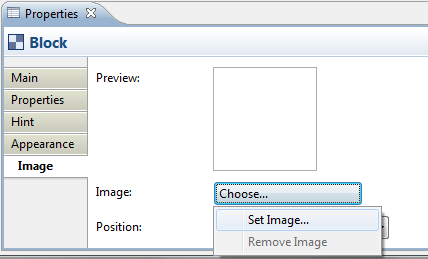 Properties
Block
Main
Properties
Hint
Appearance
Image
Preview:
Image:
Choose...
Set Image...
Remove Image
Position: